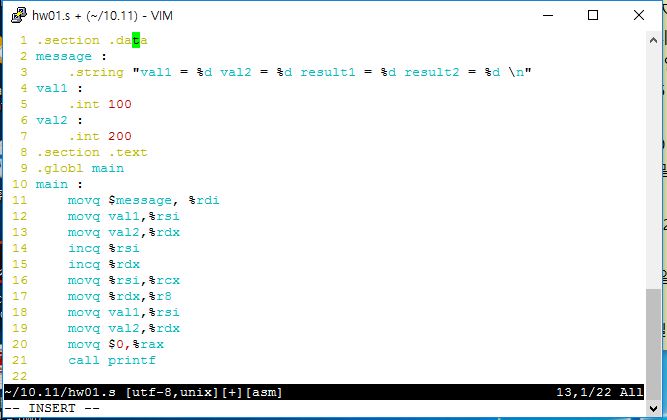 hw01.s + (~/10.11) - VIM
1 .section .data
2 message :
3 .string "val1 = %d val2 = %d result1 = %d result2 = %d \n"
4 val1 :
5 .int 100
6 val2 :
7 .int 200
8 .section .text
9 .globl main
10 main :
11 movq $message, %rdi
12 movq val1,%rsi
13 movq val2,%rdx
14 incq %rsi
15 incq %rdx
16 movq %rsi,%rcx
17 movq %rdx,%r8
18 movq val1,%rsi
19 movq val2,%rdx
20 movq $0,%rax
21 call printf
22
~/10.11/hw01.s [utf-8,unix][+][asm] 13,1/22 All
-- INSERT --